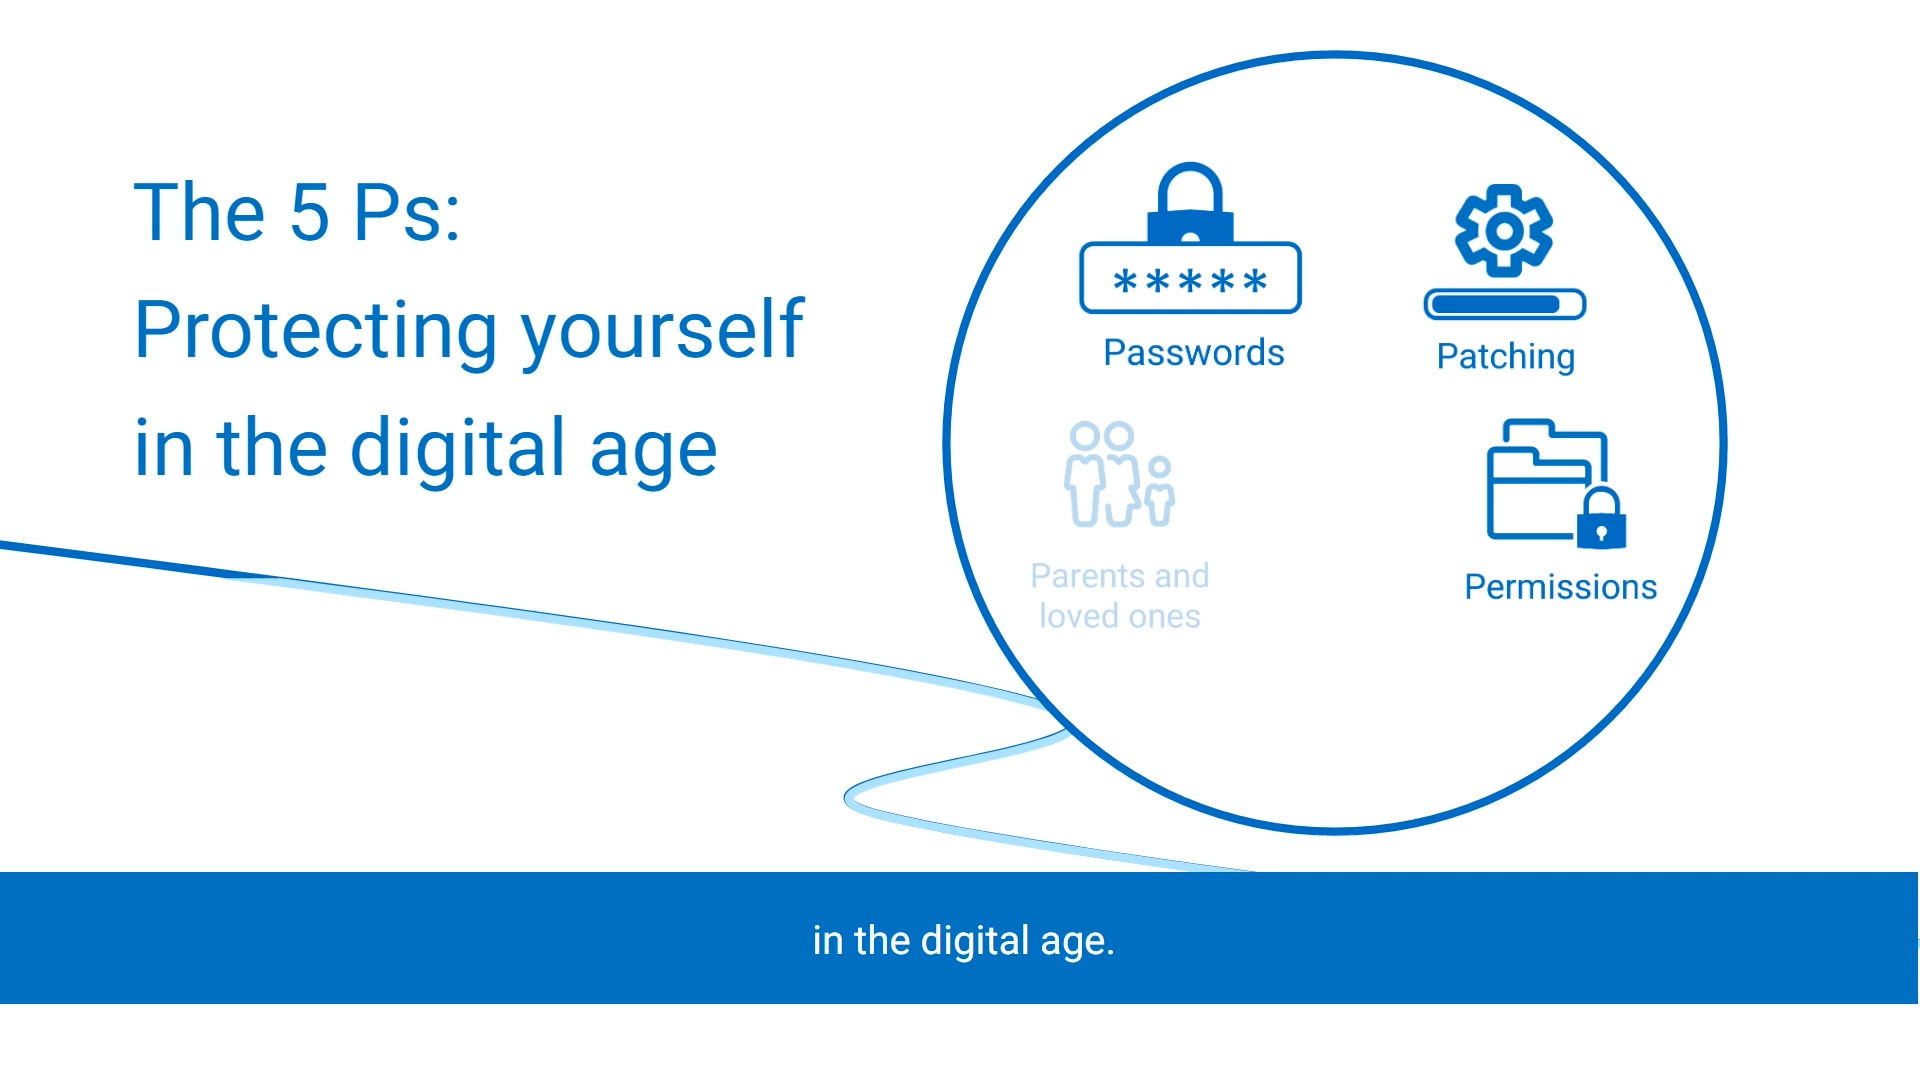 The 5 Ps:
Protecting yourself
in the digital age
*****
Passwords
Patching
Parents and
loved ones
Permissions
in the digital age.